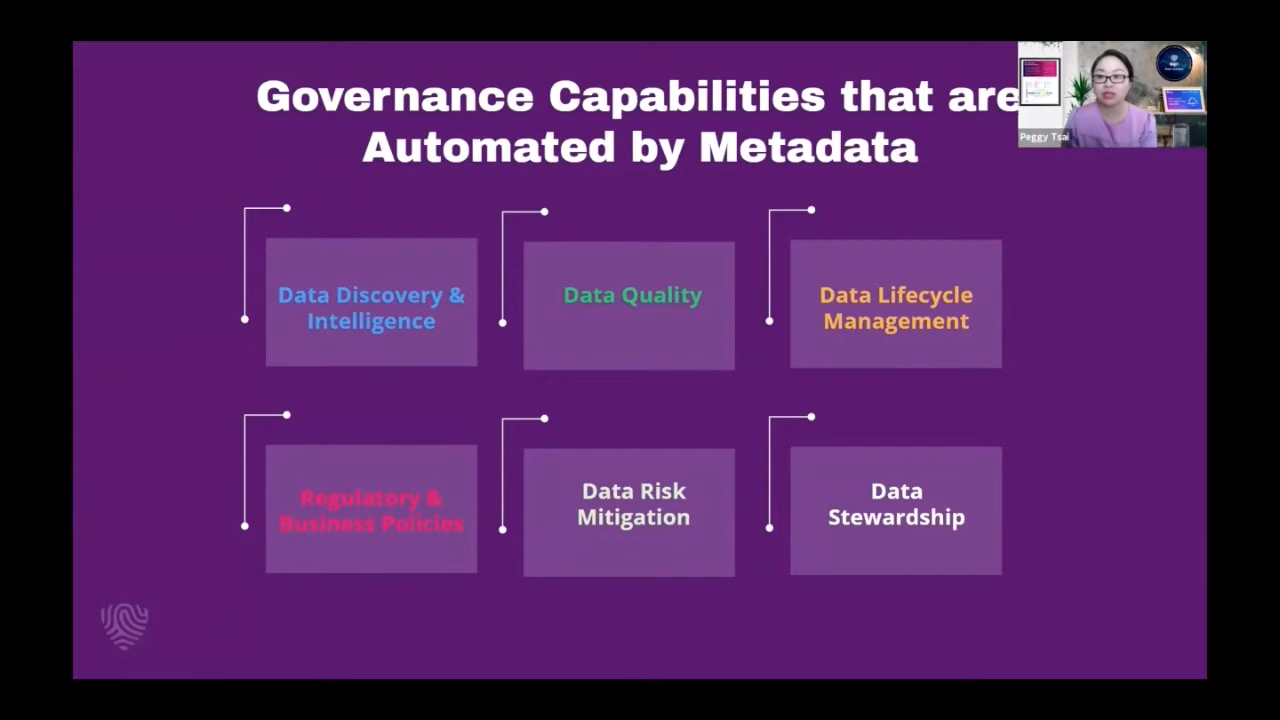 Governance Capabilities that are
Automated by Metadata
Peggy Tsai
Data Discovery &
Intelligence
Data Quality
Data Lifecycle
Management
Regulatory &
Business Policies
Data Risk
Mitigation
Data
Stewardship